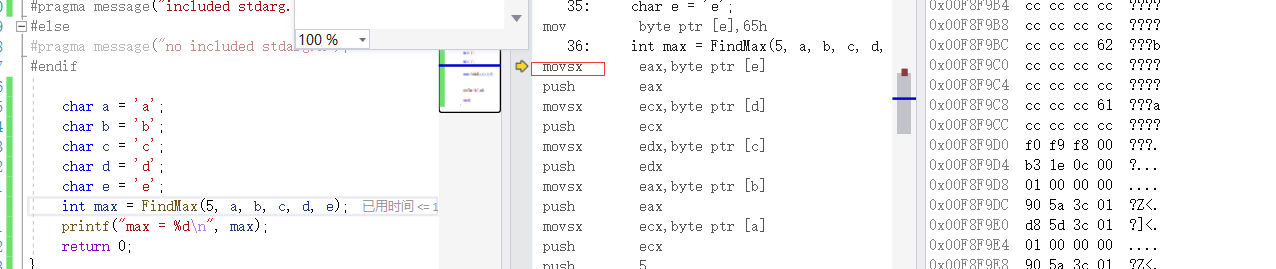 #pragma message("included stdarg.
#else
#pragma message("no included stdarg
#endif
char a = 'a';
char b = 'b';
char c = 'c';
char d = 'd';
char e = 'e';
int max = FindMax(5, a, b, c, d, e); 已用时间 <= 1
printf("max = %d\n", max);
return 0;
}
100 %
35: char e = 'e';
mov byte ptr [e],65h
36: int max = FindMax(5, a, b, c, d,
movsx eax,byte ptr [e]
push eax
movsx ecx,byte ptr [d]
push ecx
movsx edx,byte ptr [c]
push edx
movsx eax,byte ptr [b]
push eax
movsx ecx,byte ptr [a]
push ecx
push 5
0x00F8F9B4 cc cc cc cc ????
0x00F8F9B8 cc cc cc cc ????
0x00F8F9BC cc cc cc 62 ???b
0x00F8F9C0 cc cc cc cc ????
0x00F8F9C4 cc cc cc cc ????
0x00F8F9C8 cc cc cc 61 ???a
0x00F8F9CC cc cc cc cc ????
0x00F8F9D0 f0 f9 f8 00 ???.
0x00F8F9D4 b3 1e 0c 00 ?...
0x00F8F9D8 01 00 00 00 ....
0x00F8F9DC 90 5a 3c 01 ?Z<.
0x00F8F9E0 d8 5d 3c 01 ?]<.
0x00F8F9E4 01 00 00 00 ....
0x00F8F9E8 90 5a 3c 01 ?Z<.